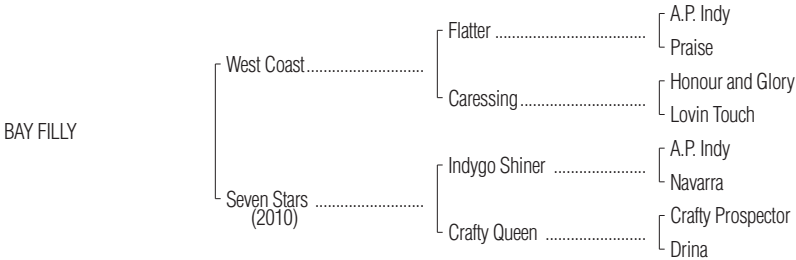 A.P. Indy
Flatter ....................................
Praise
West Coast............................
Honour and Glory
Caressing..............................
Lovin Touch
BAY FILLY
A.P. Indy
Indygo Shiner ......................
Navarra
Seven Stars ..........................
(2010)
Crafty Prospector
Crafty Queen ........................
Drina